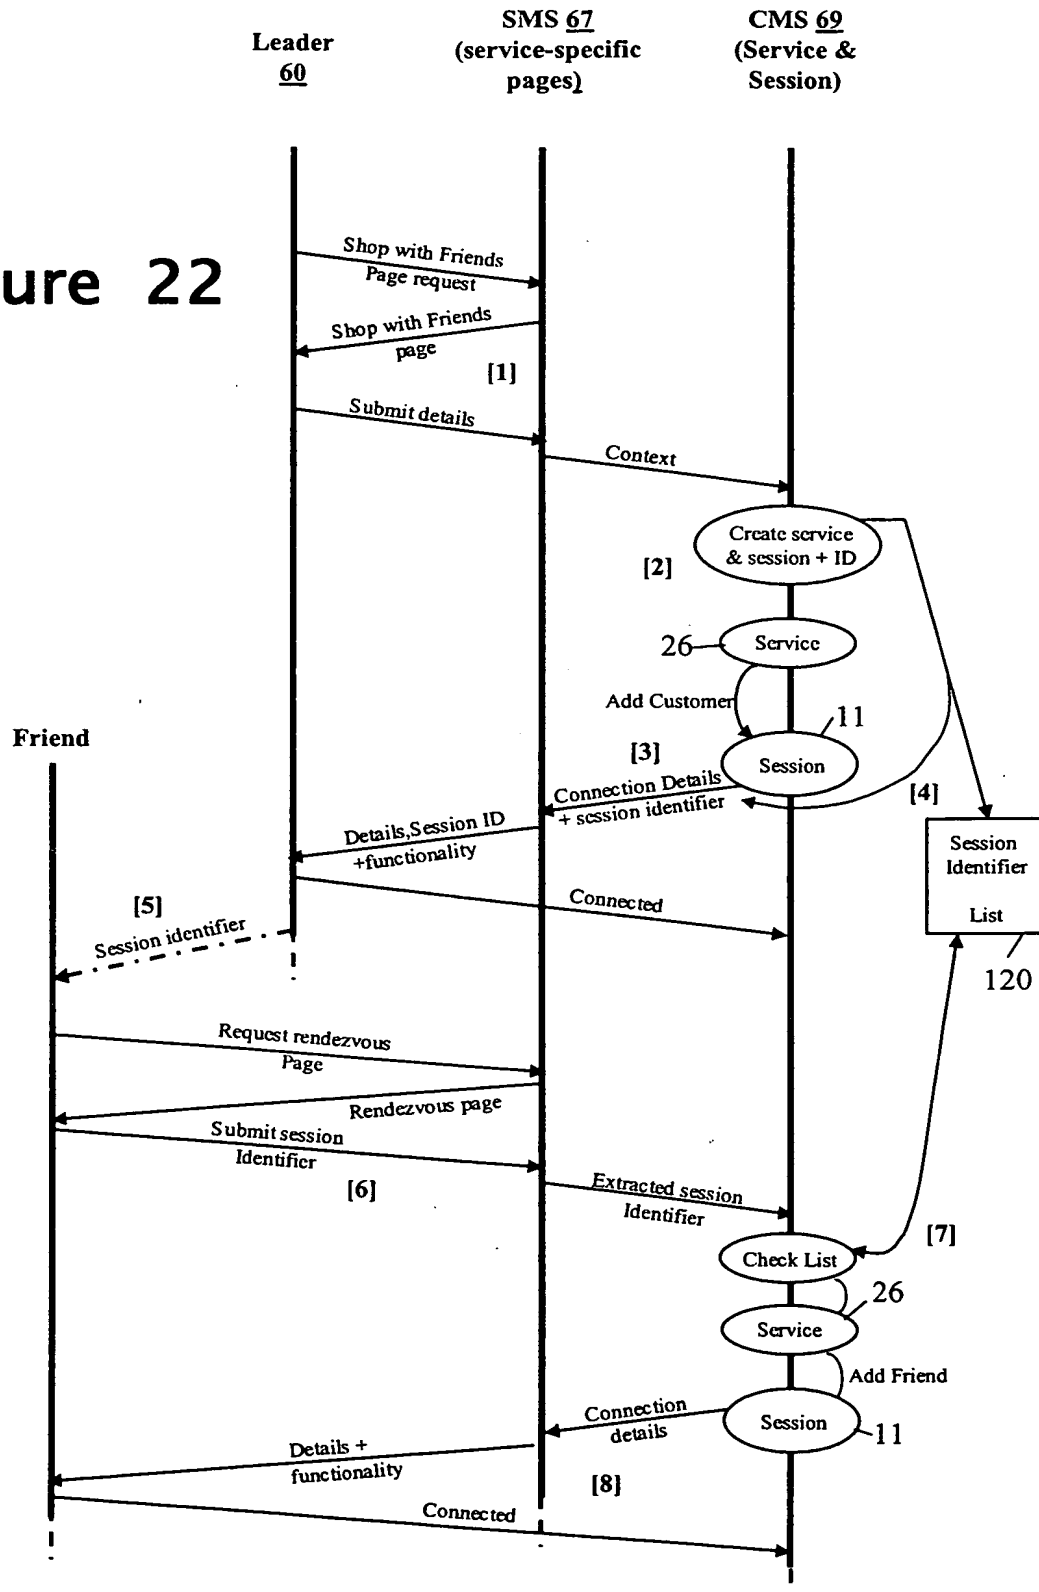 Leader
60
SMS 67
(service-specific
pages)
CMS 69
(Service &
Session)
ure 22
Shop with Friends
Page request
Shop with Friends
page
[1]
Submit details
Context
Create service
& session + ID
[2]
26
Service
Add Customer
11
Friend
[3]
Session
Connection Details
+ session identifier
[4]
Details,Session ID
+functionality
Session
Identifier
List
120
Connected
[5]
Session identifier
Request rendezvous
Page
Rendezvous page
Submit session
Identifier
[6]
Extracted session
Identifier
[7]
Check List
26
Service
Add Friend
Session
11
Connection
details
Details +
functionality
[8]
Connected